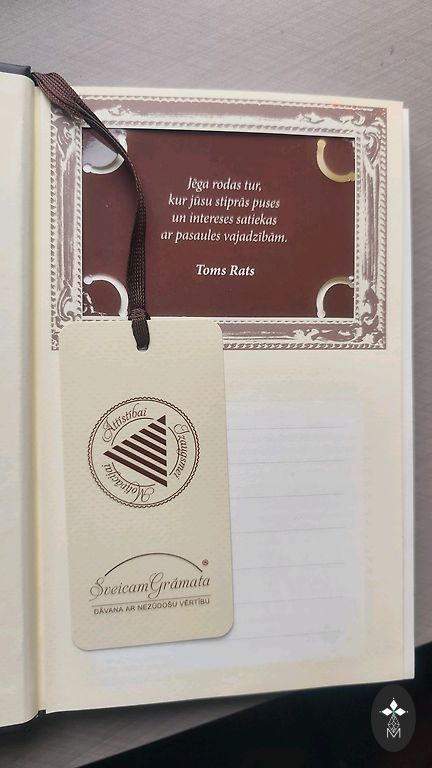 Jēga rodas tur,
kur jūsu stiprās puses
un intereses satiekas
ar pasaules vajadzībām.
Toms Rats
Attīstībai
Izaugsmei
Motivācijai
SveicamGrāmata®
DĀVANA AR NEZŪDOŠU VĒRTĪBU
M